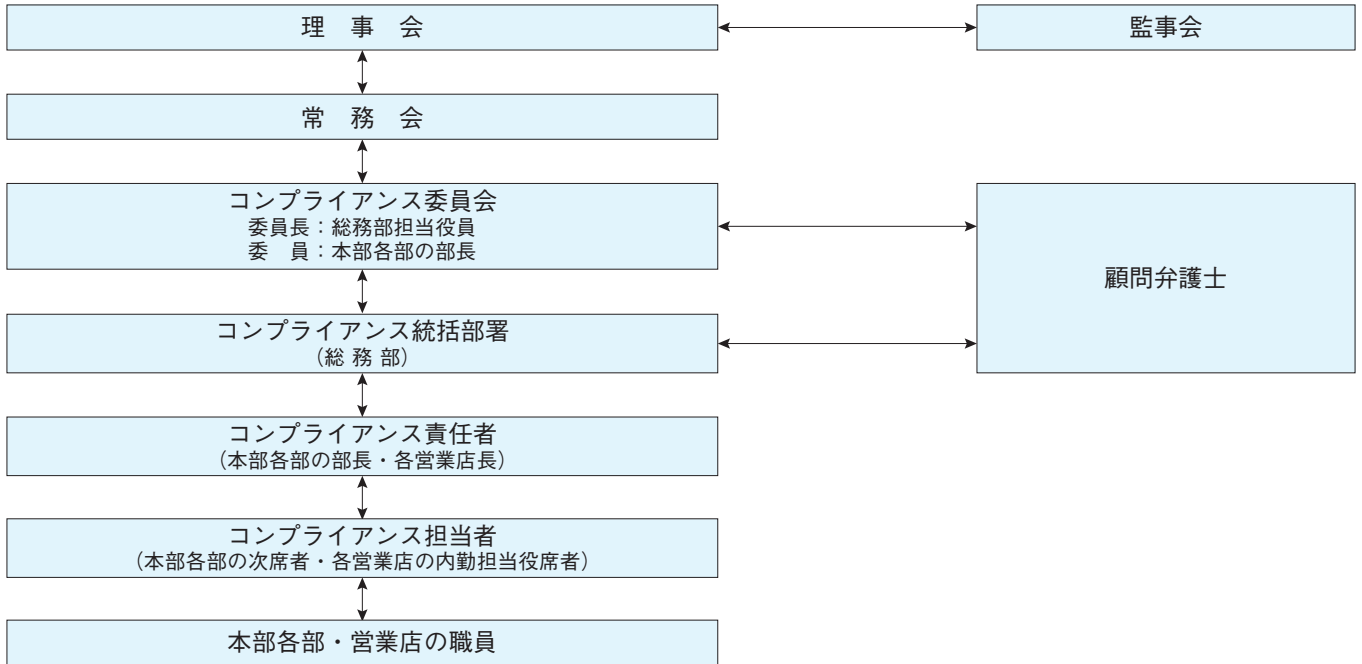 理　事　会
監事会
常　務　会
コンプライアンス委員会
委員長：総務部担当役員
委　員：本部各部の部長
顧問弁護士
コンプライアンス統括部署
（総 務 部）
コンプライアンス責任者
（本部各部の部長・各営業店長）
コンプライアンス担当者
（本部各部の次席者・各営業店の内勤担当役席者）
本部各部・営業店の職員